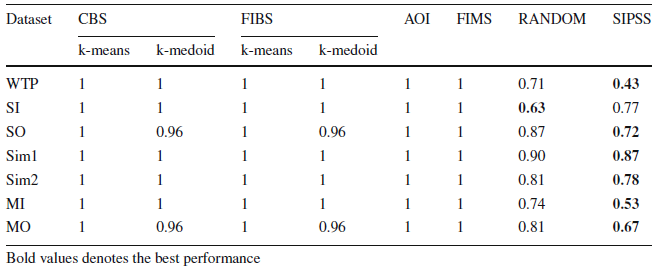 Dataset CBS FIBS AOI FIMS RANDOM SIPSS
k-means k-medoid k-means k-medoid
WTP 1 1 1 1 1 1 0.71 0.43
SI 1 1 1 1 1 1 0.63 0.77
SO 1 0.96 1 0.96 1 1 0.87 0.72
Sim1 1 1 1 1 1 1 0.90 0.87
Sim2 1 1 1 1 1 1 0.81 0.78
MI 1 1 1 1 1 1 0.74 0.53
MO 1 0.96 1 0.96 1 1 0.81 0.67
Bold values denotes the best performance